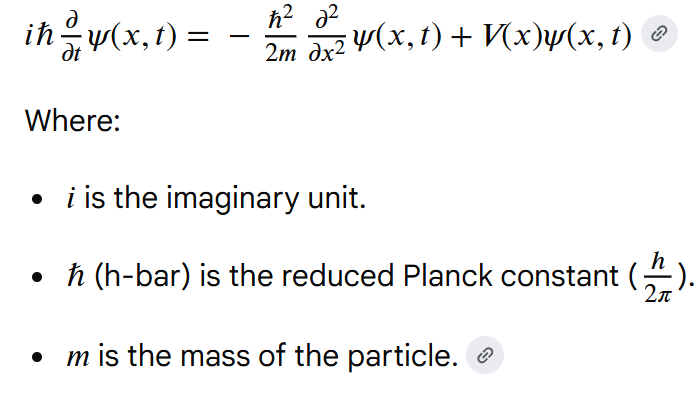 iħ ∂/∂t ψ(x, t) = − ħ²/2m ∂²/∂x² ψ(x, t) + V(x)ψ(x, t)
Where:
• i is the imaginary unit.
• ħ (h-bar) is the reduced Planck constant (h/2π).
• m is the mass of the particle.